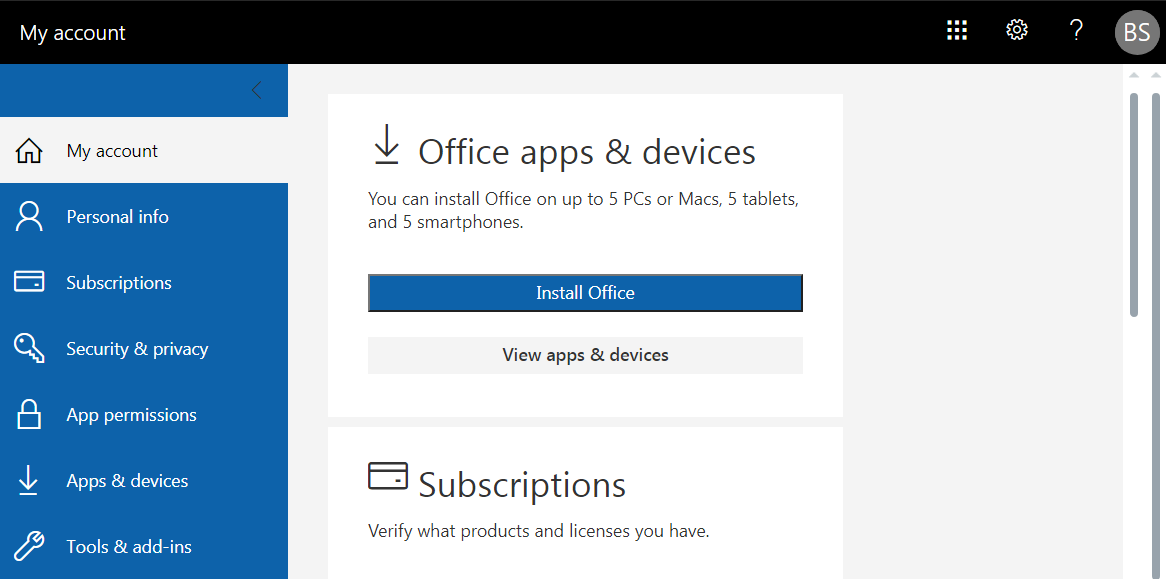 My account
?
BS
My account
Personal info
Subscriptions
Security & privacy
App permissions
Apps & devices
Tools & add-ins
Office apps & devices
You can install Office on up to 5 PCs or Macs, 5 tablets,
and 5 smartphones.
Install Office
View apps & devices
Subscriptions
Verify what products and licenses you have.